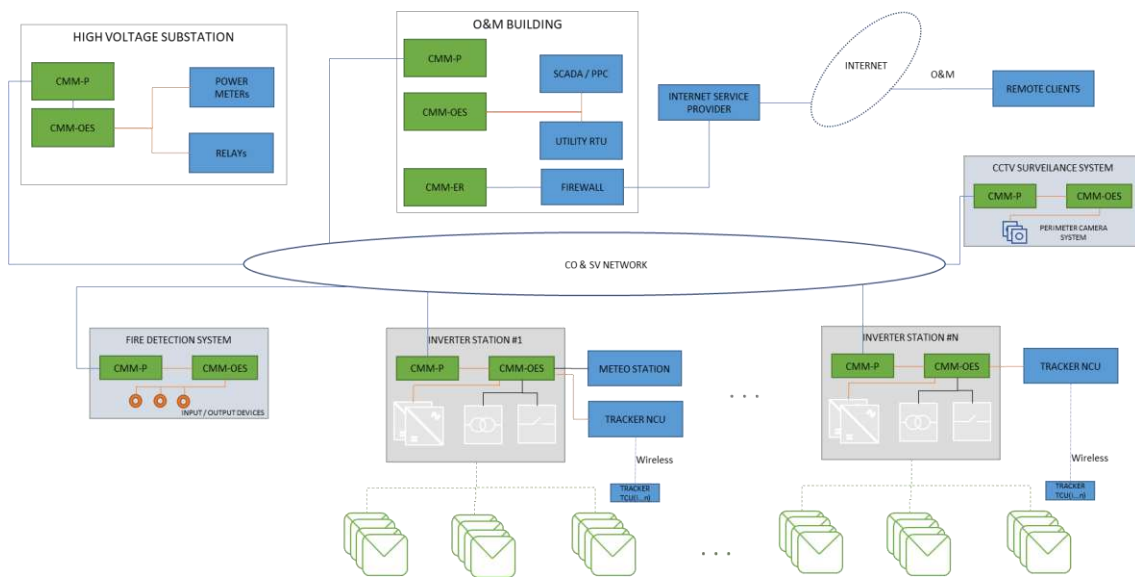 HIGH VOLTAGE SUBSTATION
CMM-P
CMM-OES
POWER
METERs
RELAYs
O&M BUILDING
CMM-P
CMM-OES
CMM-ER
SCADA / PPC
UTILITY RTU
FIREWALL
INTERNET SERVICE
PROVIDER
INTERNET
O&M
REMOTE CLIENTS
CCTV SURVEILANCE SYSTEM
CMM-P
CMM-OES
PERIMETER CAMERA
SYSTEM
CO & SV NETWORK
FIRE DETECTION SYSTEM
CMM-P
CMM-OES
INPUT / OUTPUT DEVICES
INVERTER STATION #1
CMM-P
CMM-OES
METEO STATION
TRACKER NCU
Wireless
TRACKER
TCU(i...n)
. . .
INVERTER STATION #N
CMM-P
CMM-OES
TRACKER NCU
Wireless
TRACKER
TCU(i...n)
. . .